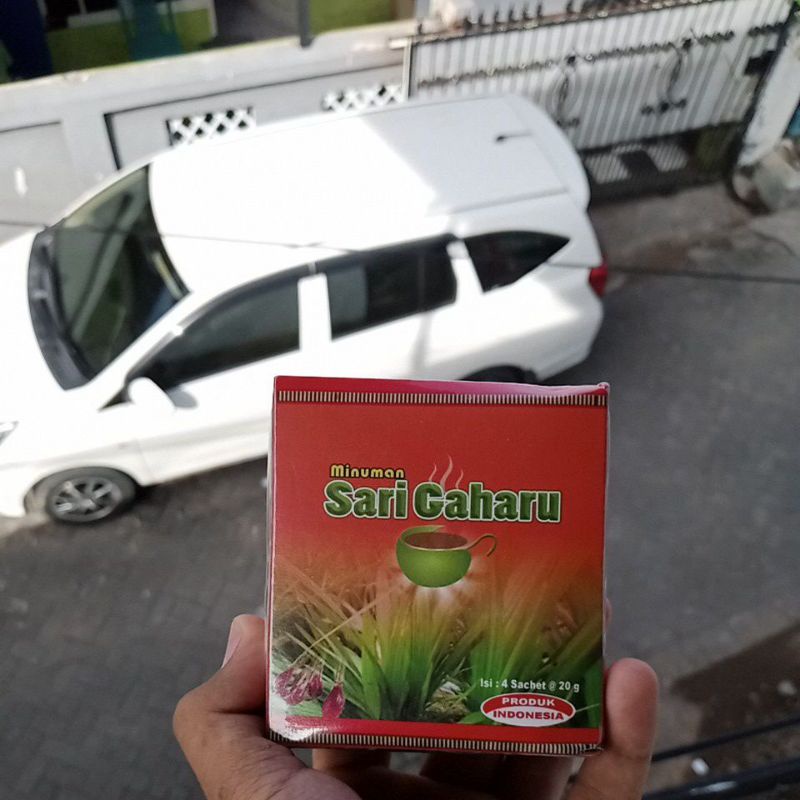 Minuman
Sari Gaharu
Isi : 4 Sachet @ 20 g
PRODUK
INDONESIA